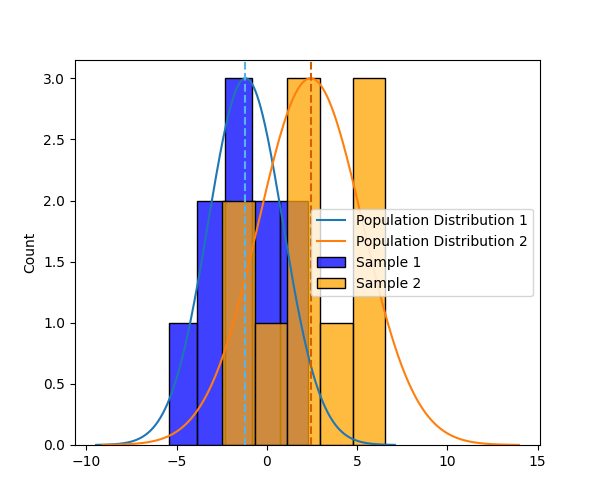 3.0
2.5
2.0
1.5
1.0
0.5
0.0
Count
Population Distribution 1
Population Distribution 2
Sample 1
Sample 2
−10 −5 0 5 10 15